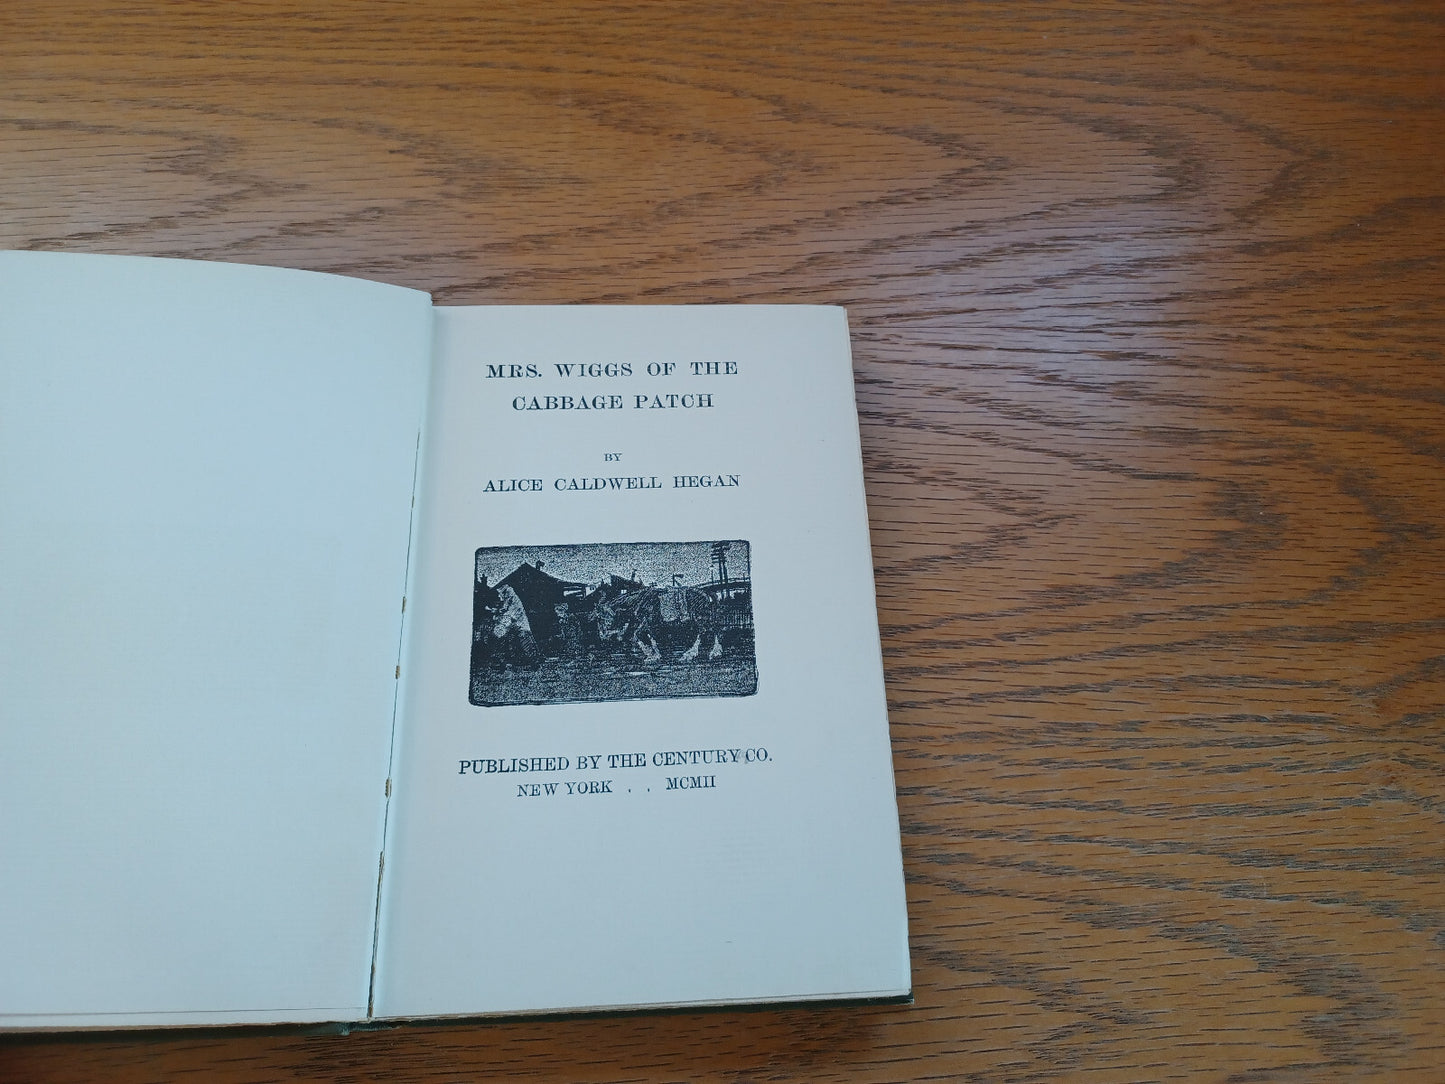 MRS. WIGGS OF THE
CABBAGE PATCH
BY
ALICE CALDWELL HEGAN
PUBLISHED BY THE CENTURY CO.
NEW YORK . . MCMII